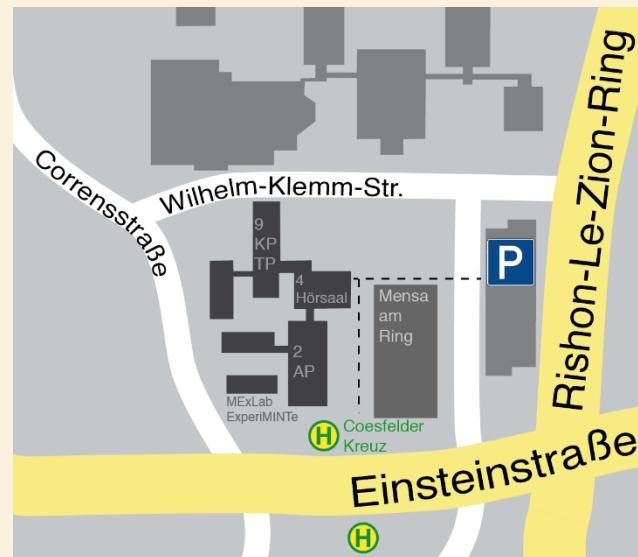 Corrensstraße
Wilhelm-Klemm-Str.
Rishon-Le-Zion-Ring
9
KP
TP
4
Hörsaal
P
Mensa
am
Ring
2
AP
MExLab
ExperiMINTe
H
Coesfelder
Kreuz
Einsteinstraße
H